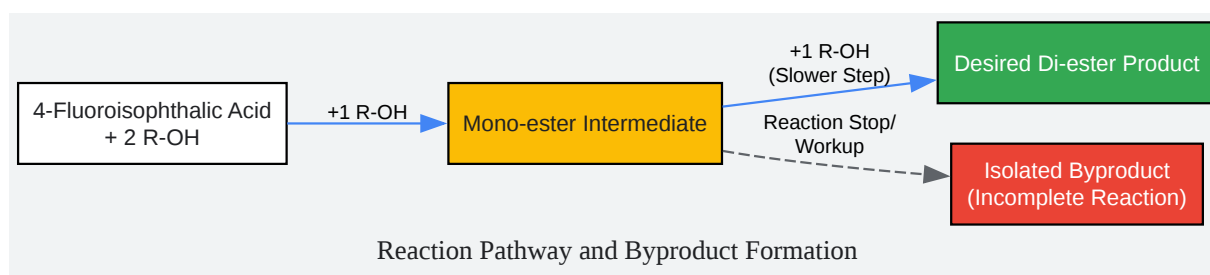 4-Fluoroisophthalic Acid
+ 2 R-OH
+1 R-OH
Mono-ester Intermediate
+1 R-OH
(Slower Step)
Desired Di-ester Product
Reaction Stop/
Workup
Isolated Byproduct
(Incomplete Reaction)
Reaction Pathway and Byproduct Formation